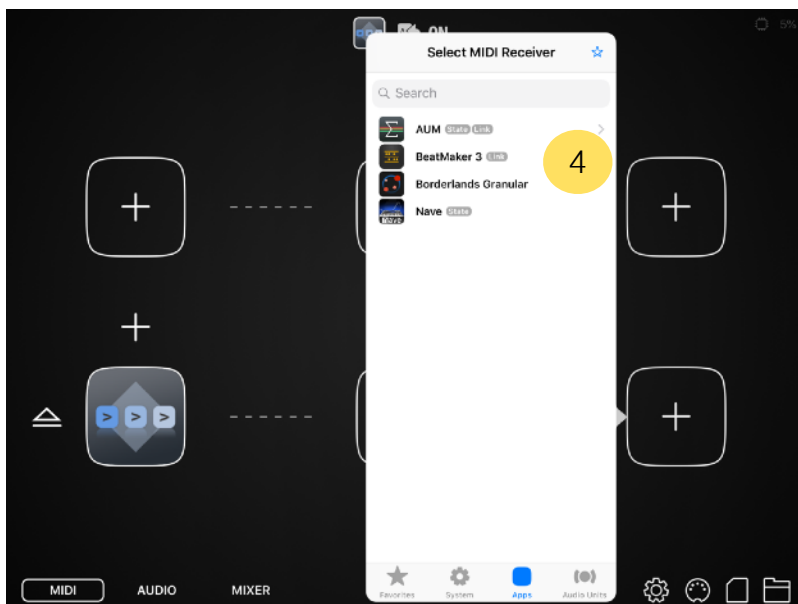 ON
5%
Select MIDI Receiver
Search
AUM State Link
BeatMaker 3 Link
4
Borderlands Granular
Nave State
Favorites System Apps Audio Units
MIDI AUDIO MIXER